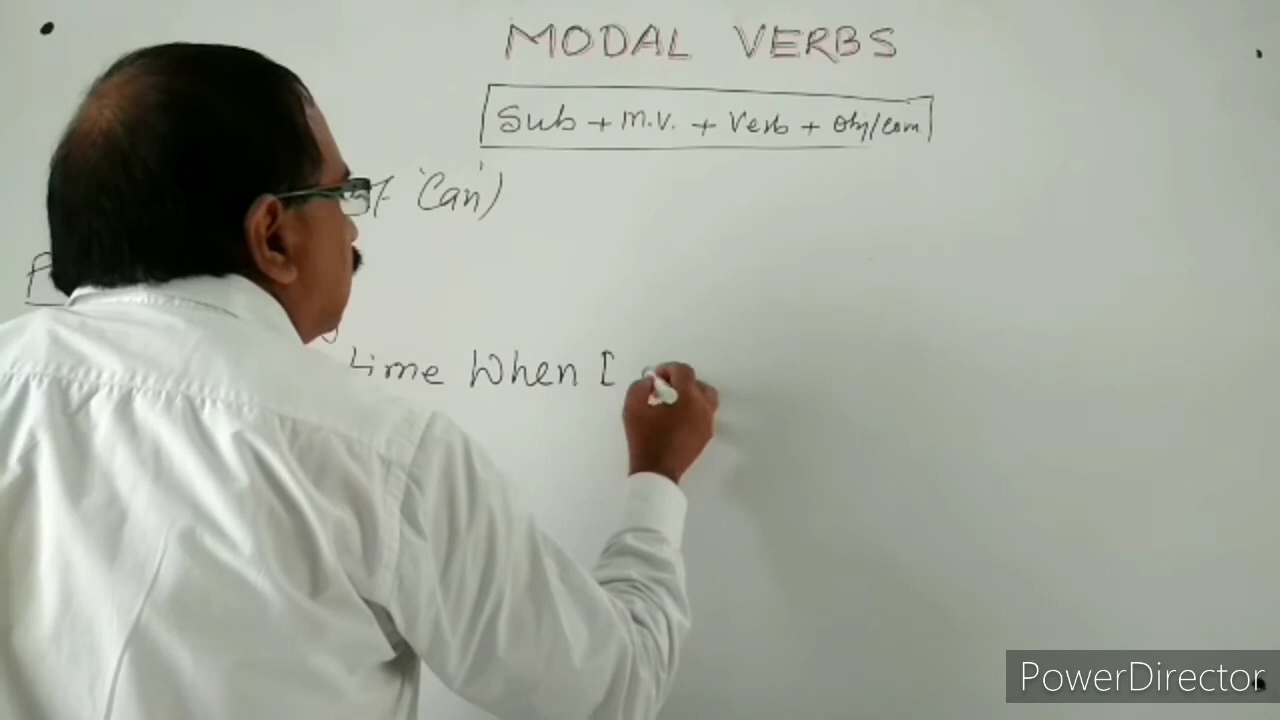 MODAL VERBS
Sub + m.v. + Verb + Obj/com
'Can')
time When I
PowerDirector